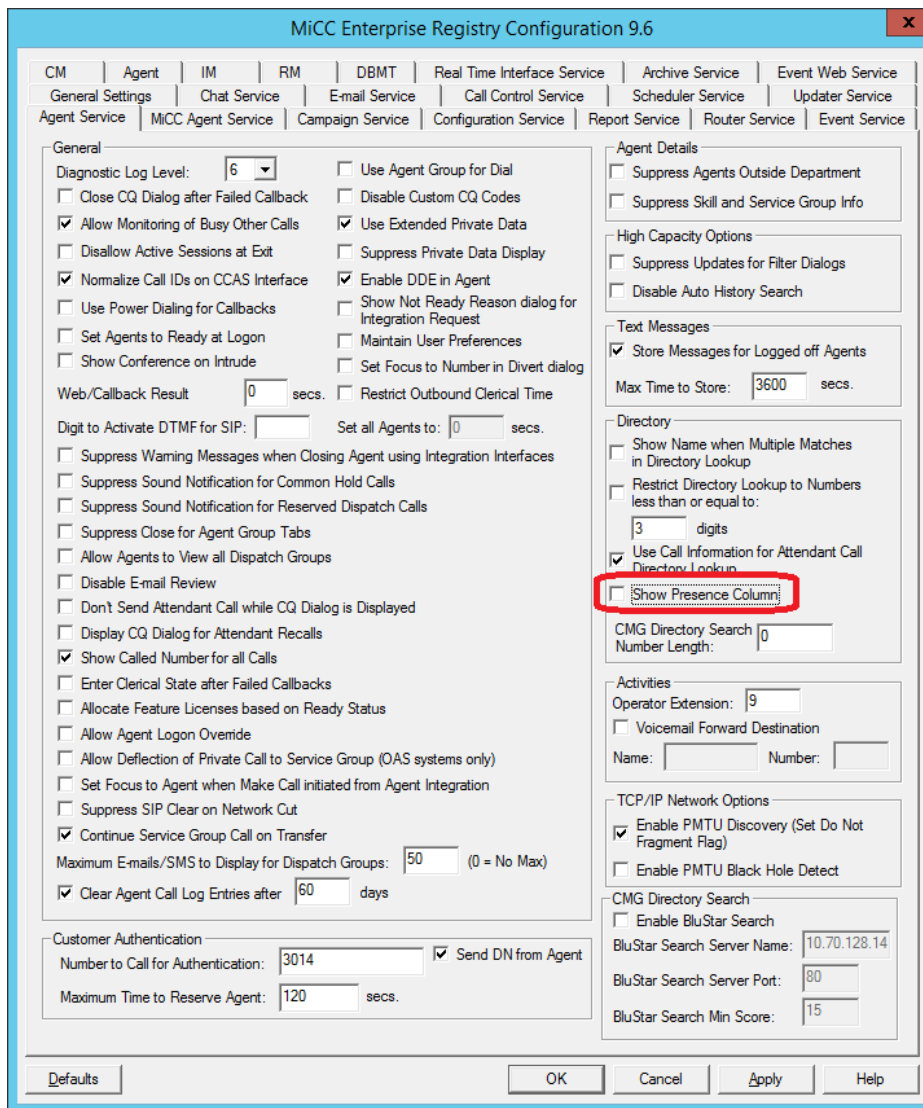 MiCC Enterprise Registry Configuration 9.6
x
CM Agent IM RM DBMT Real Time Interface Service Archive Service Event Web Service
General Settings Chat Service E-mail Service Call Control Service Scheduler Service Updater Service
Agent Service MiCC Agent Service Campaign Service Configuration Service Report Service Router Service Event Service
General
Diagnostic Log Level: 6
Close CQ Dialog after Failed Callback
Allow Monitoring of Busy Other Calls
Disallow Active Sessions at Exit
Normalize Call IDs on CCAS Interface
Use Power Dialing for Callbacks
Set Agents to Ready at Logon
Show Conference on Intrude
Use Agent Group for Dial
Disable Custom CQ Codes
Use Extended Private Data
Suppress Private Data Display
Enable DDE in Agent
Show Not Ready Reason dialog for
Integration Request
Maintain User Preferences
Set Focus to Number in Divert dialog
Web/Callback Result 0 secs. Restrict Outbound Clerical Time
Digit to Activate DTMF for SIP: Set all Agents to: 0 secs.
Suppress Warning Messages when Closing Agent using Integration Interfaces
Suppress Sound Notification for Common Hold Calls
Suppress Sound Notification for Reserved Dispatch Calls
Suppress Close for Agent Group Tabs
Allow Agents to View all Dispatch Groups
Disable E-mail Review
Don't Send Attendant Call while CQ Dialog is Displayed
Display CQ Dialog for Attendant Recalls
Show Called Number for all Calls
Enter Clerical State after Failed Callbacks
Allocate Feature Licenses based on Ready Status
Allow Agent Logon Override
Allow Deflection of Private Call to Service Group (OAS systems only)
Set Focus to Agent when Make Call initiated from Agent Integration
Suppress SIP Clear on Network Cut
Continue Service Group Call on Transfer
Maximum E-mails/SMS to Display for Dispatch Groups: 50 (0 = No Max)
Clear Agent Call Log Entries after 60 days
Customer Authentication
Number to Call for Authentication: 3014 Send DN from Agent
Maximum Time to Reserve Agent: 120 secs.
Agent Details
Suppress Agents Outside Department
Suppress Skill and Service Group Info
High Capacity Options
Suppress Updates for Filter Dialogs
Disable Auto History Search
Text Messages
Store Messages for Logged off Agents
Max Time to Store: 3600 secs.
Directory
Show Name when Multiple Matches
in Directory Lookup
Restrict Directory Lookup to Numbers
less than or equal to:
3 digits
Use Call Information for Attendant Call
Directory Lookup
Show Presence Column
CMG Directory Search
Number Length: 0
Activities
Operator Extension: 9
Voicemail Forward Destination
Name: Number:
TCP/IP Network Options
Enable PMTU Discovery (Set Do Not
Fragment Flag)
Enable PMTU Black Hole Detect
CMG Directory Search
Enable BluStar Search
BluStar Search Server Name: 10.70.128.14
BluStar Search Server Port: 80
BluStar Search Min Score: 15
Defaults OK Cancel Apply Help